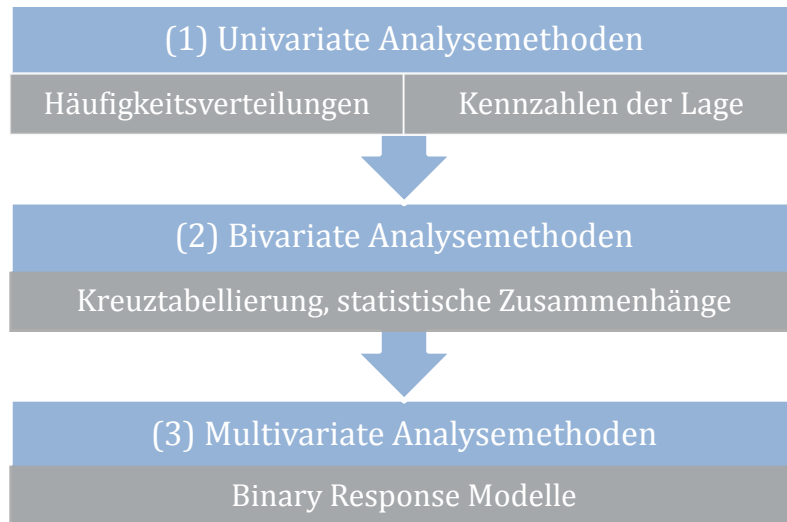 (1) Univariate Analysemethoden
Häufigkeitsverteilungen
Kennzahlen der Lage
(2) Bivariate Analysemethoden
Kreuztabellierung, statistische Zusammenhänge
(3) Multivariate Analysemethoden
Binary Response Modelle